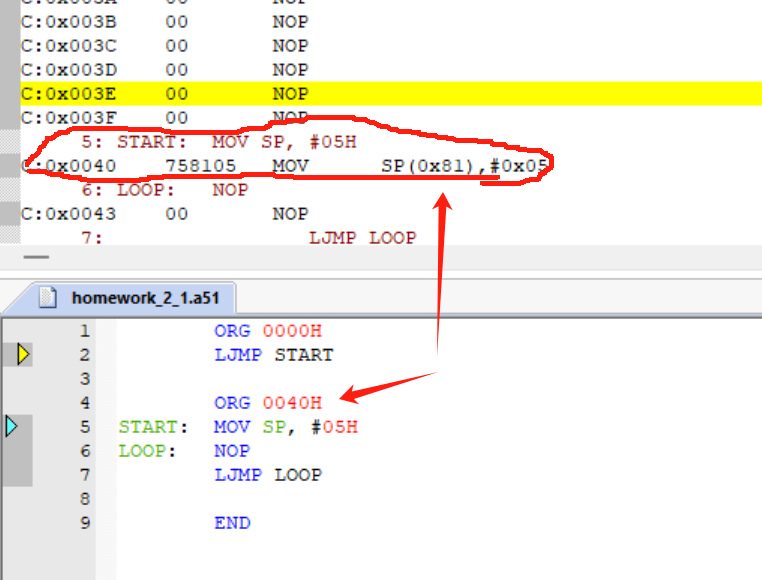 C:0x003A 00 NOP
C:0x003B 00 NOP
C:0x003C 00 NOP
C:0x003D 00 NOP
C:0x003E 00 NOP
C:0x003F 00 NOP
5: START: MOV SP, #05H
C:0x0040 758105 MOV SP(0x81),#0x05
6: LOOP: NOP
C:0x0043 00 NOP
7: LJMP LOOP
homework_2_1.a51
1 ORG 0000H
2 LJMP START
3
4 ORG 0040H
5 START: MOV SP, #05H
6 LOOP: NOP
7 LJMP LOOP
8
9 END